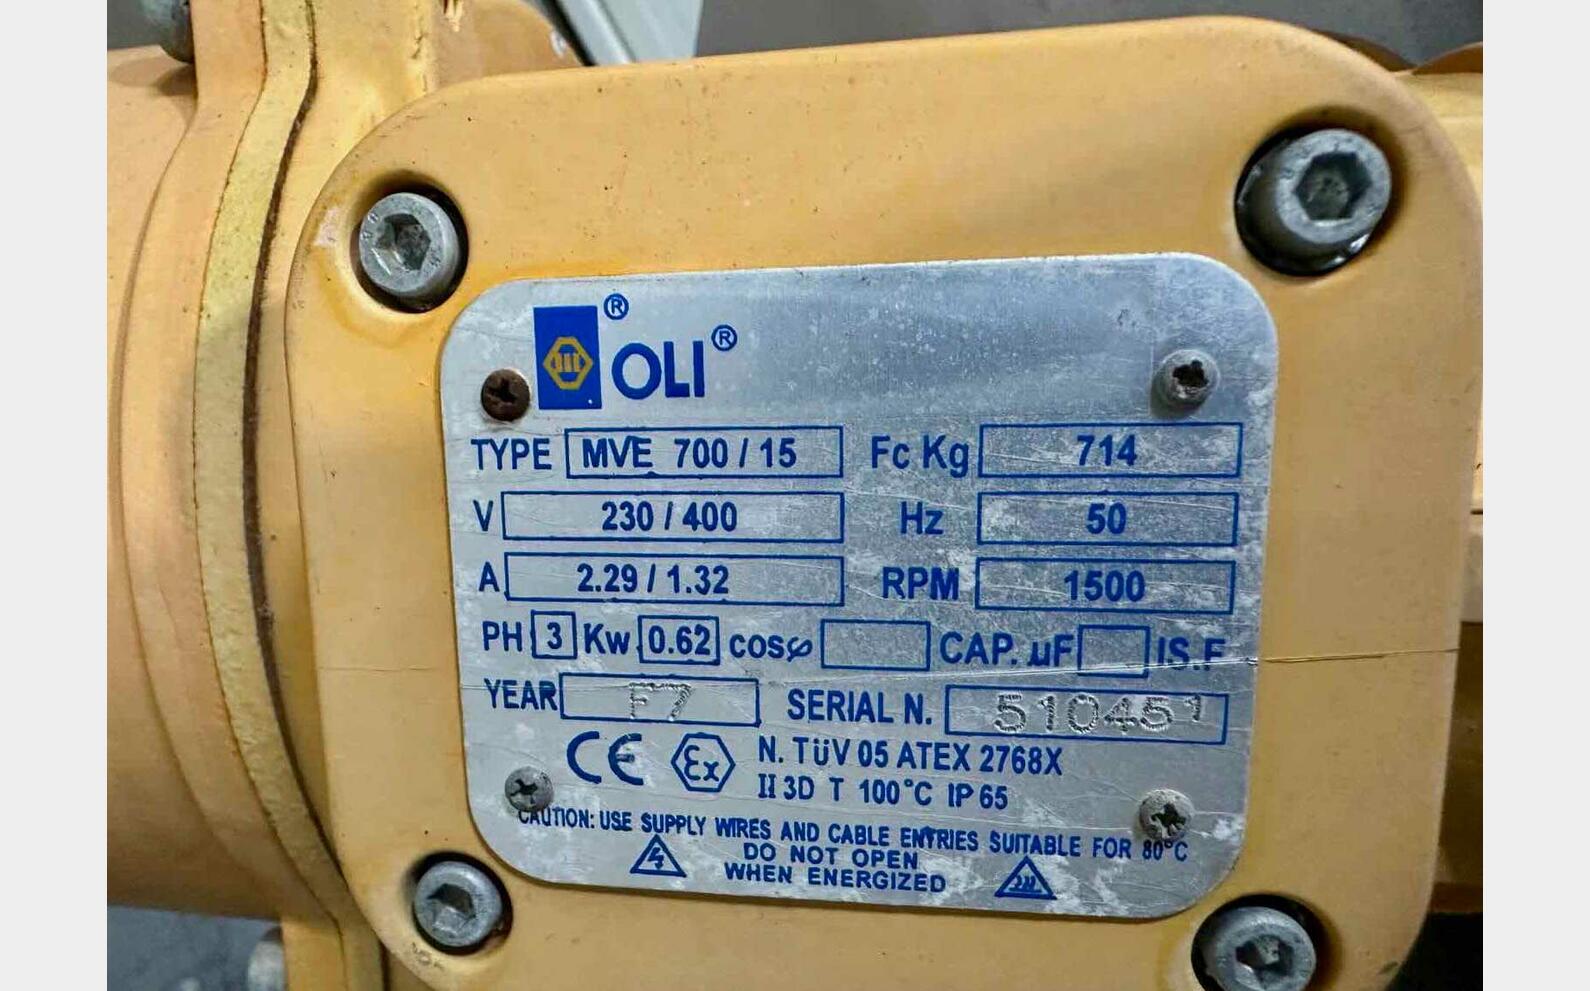 ® OLI®
TYPE MVE 700 / 15 Fc Kg 714
V 230 / 400 Hz 50
A 2.29 / 1.32 RPM 1500
PH 3 Kw 0.62 cosφ CAP. µF IS.F
YEAR F7 SERIAL N. 510451
CE Ex N. TüV 05 ATEX 2768X
II 3D T 100°C IP 65
CAUTION: USE SUPPLY WIRES AND CABLE ENTRIES SUITABLE FOR 80°C
DO NOT OPEN
WHEN ENERGIZED